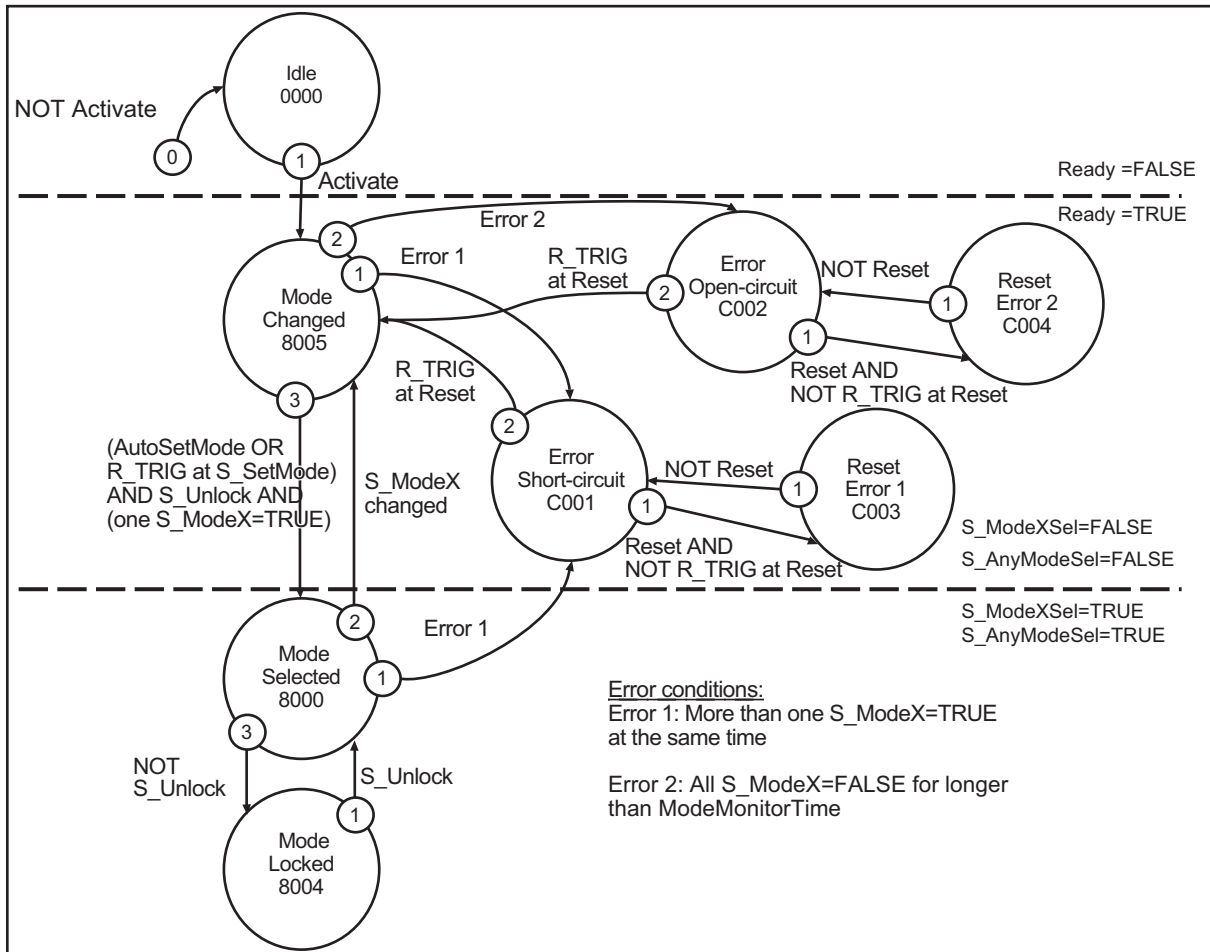 Idle
0000
NOT Activate
0
1
Activate
Ready =FALSE
Ready =TRUE
2
Error 2
1
Error 1
Mode
Changed
8005
3
R_TRIG
at Reset
2
Error
Open-circuit
C002
1
NOT Reset
1
Reset
Error 2
C004
Reset AND
NOT R_TRIG at Reset
R_TRIG
at Reset
2
Error
Short-circuit
C001
1
NOT Reset
1
Reset
Error 1
C003
Reset AND
NOT R_TRIG at Reset
(AutoSetMode OR
R_TRIG at S_SetMode)
AND S_Unlock AND
(one S_ModeX=TRUE)
S_ModeX
changed
S_ModeXSel=FALSE
S_AnyModeSel=FALSE
S_ModeXSel=TRUE
S_AnyModeSel=TRUE
2
Error 1
1
Mode
Selected
8000
3
NOT
S_Unlock
S_Unlock
1
Mode
Locked
8004
Error conditions:
Error 1: More than one S_ModeX=TRUE
at the same time
Error 2: All S_ModeX=FALSE for longer
than ModeMonitorTime